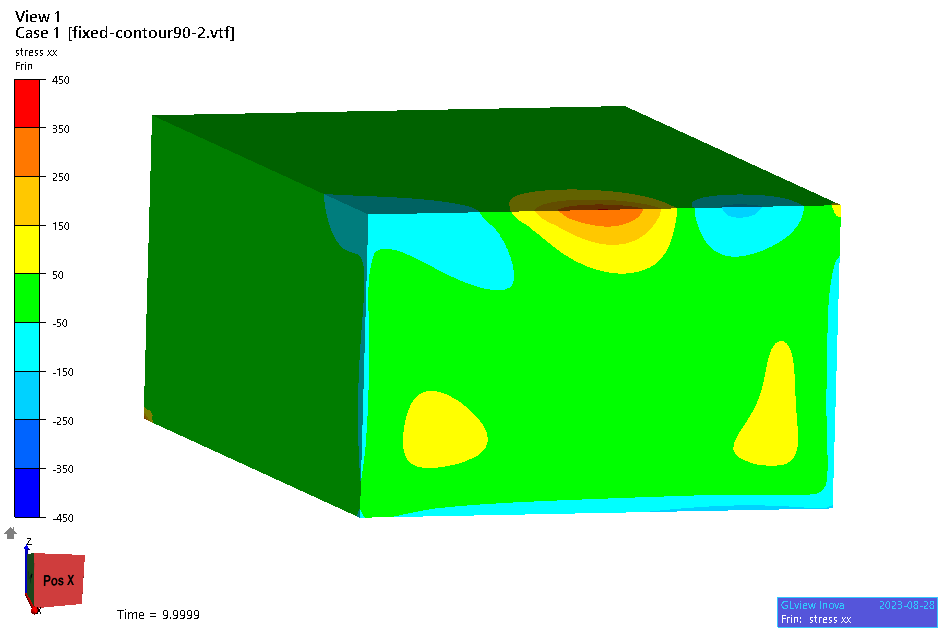 View 1
Case 1 [fixed-contour90-2.vtf]
stress xx
Frin
450
350
250
150
50
-50
-150
-250
-350
-450
Z
Pos X
X
Time = 9.9999
GLview Inova 2023-08-28
Frin: stress xx